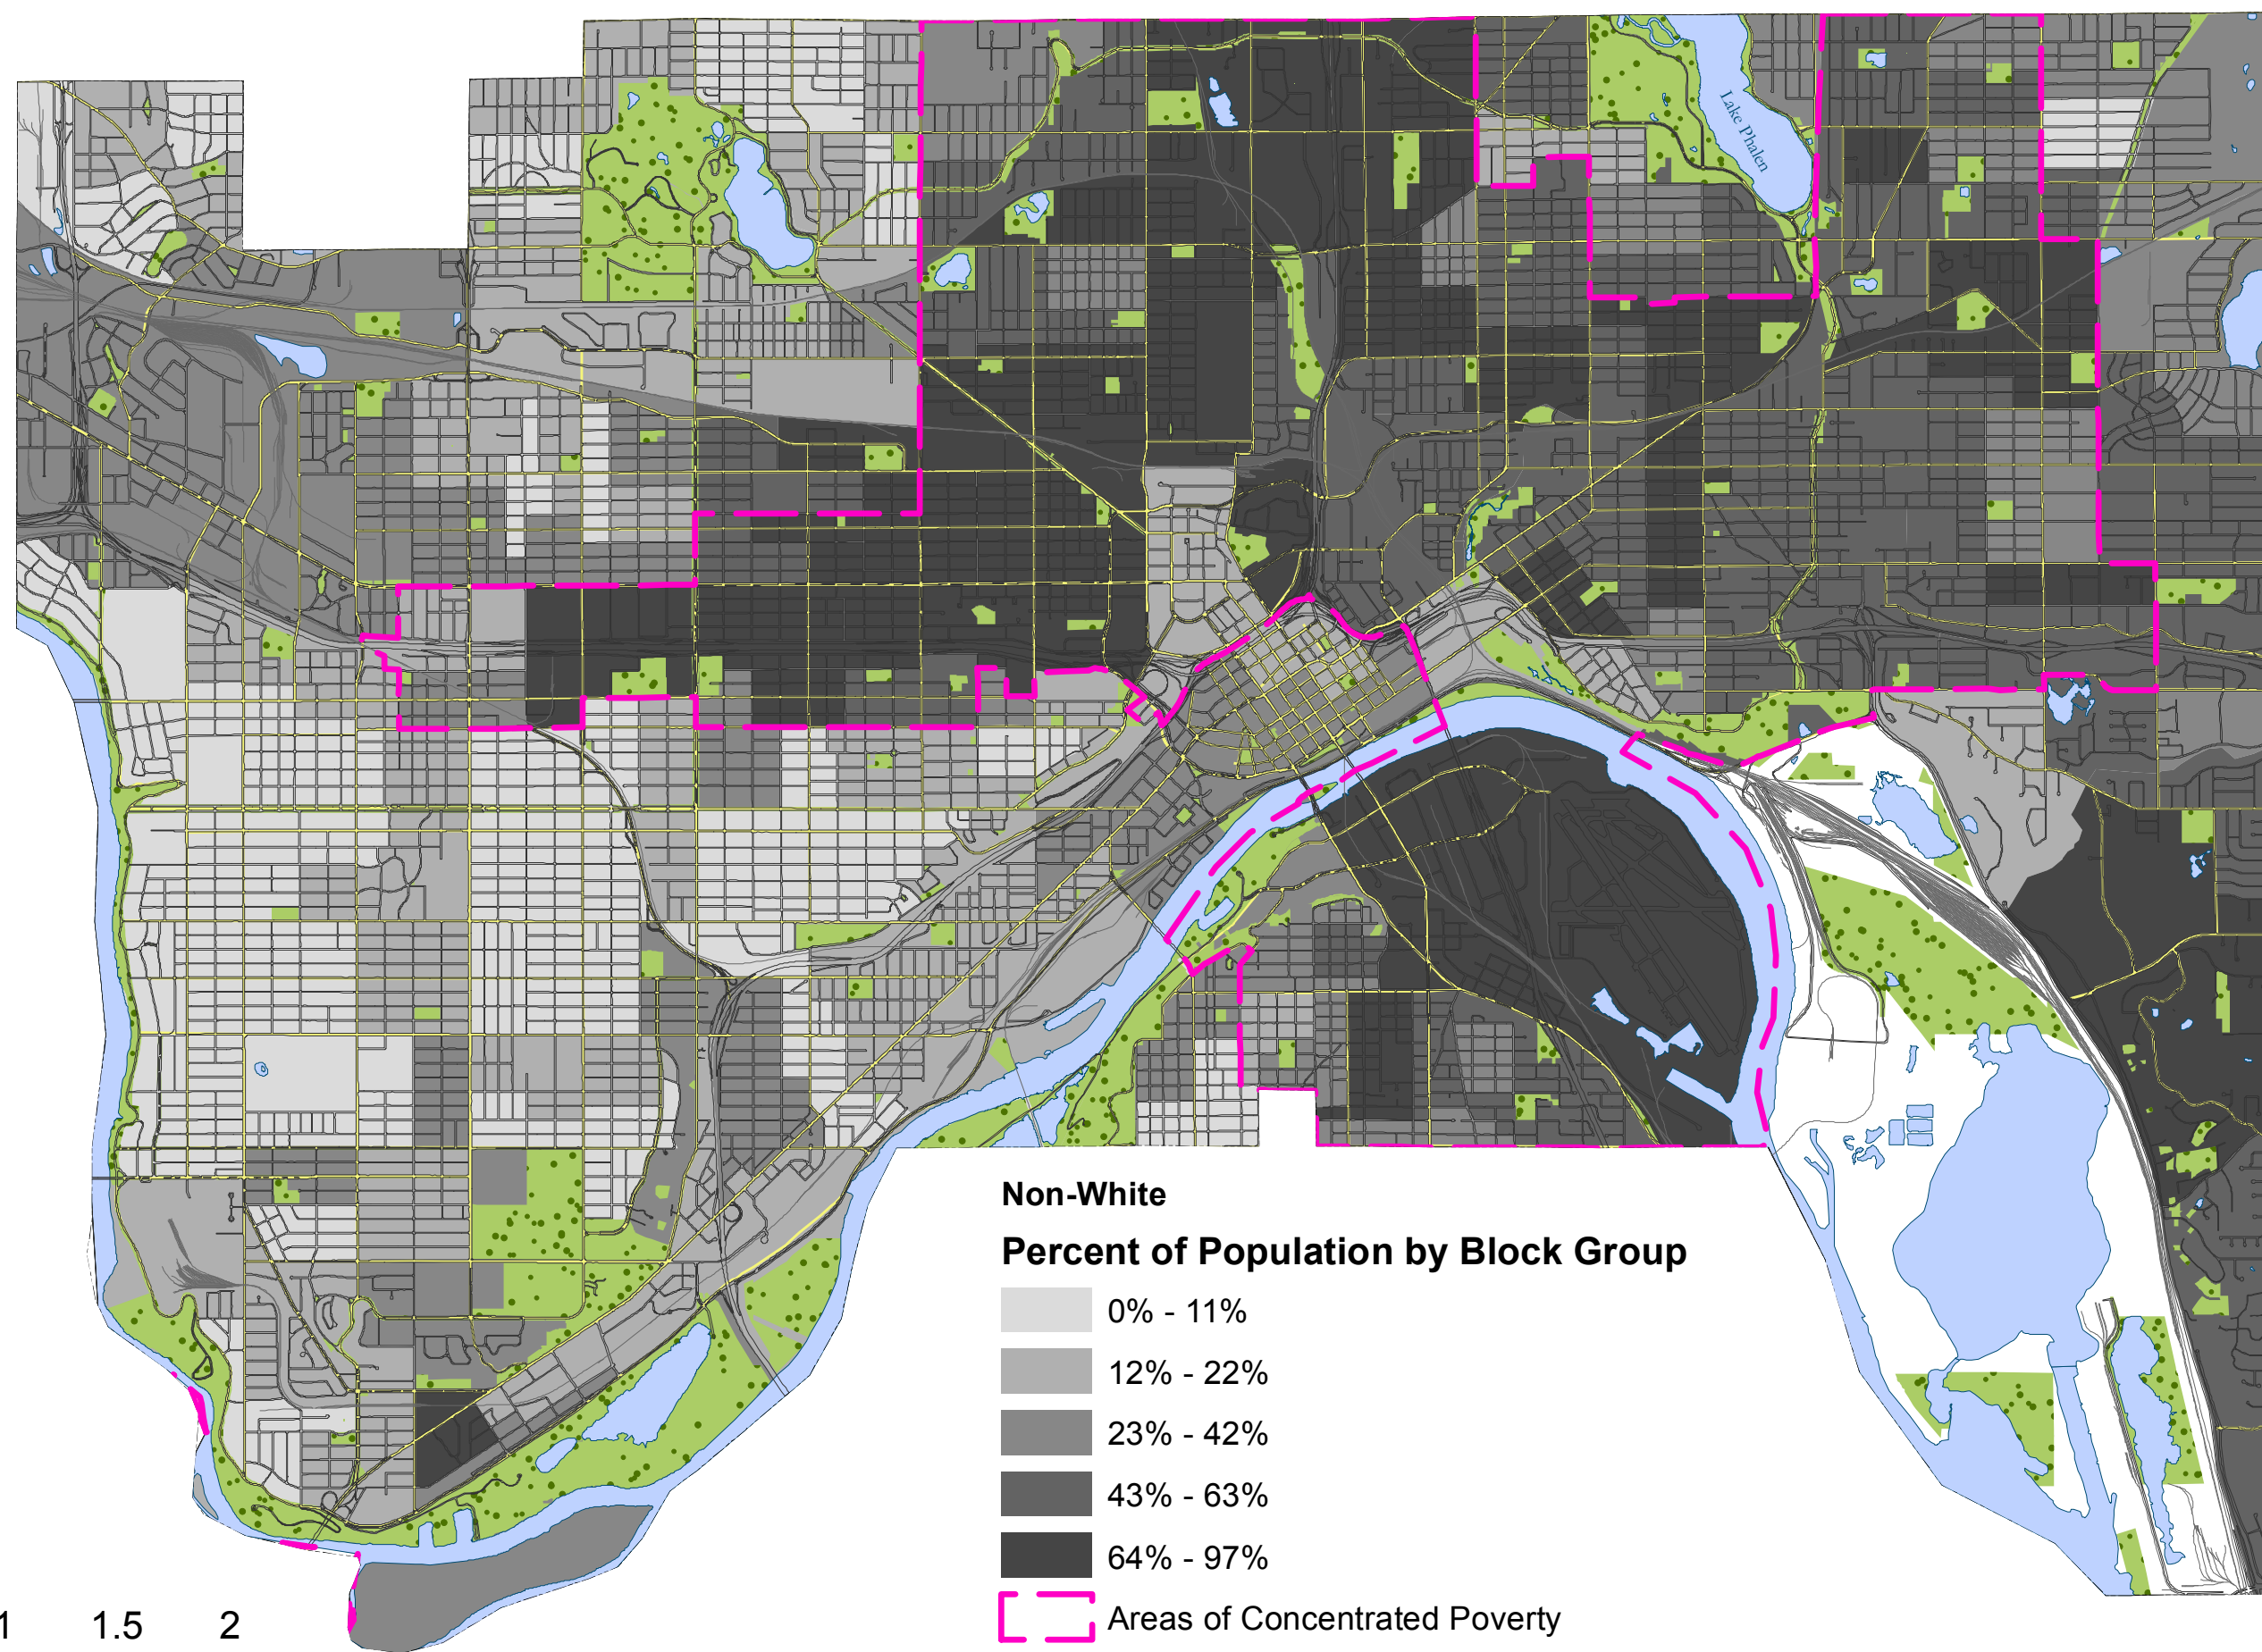 Lake Phalen
Non-White
Percent of Population by Block Group
0% - 11%
12% - 22%
23% - 42%
43% - 63%
64% - 97%
Areas of Concentrated Poverty
1 1.5 2